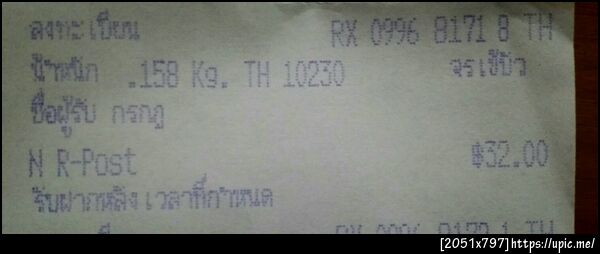 ลงทะเบียน RX 0996 8171 8 TH
น้ำหนัก .158 Kg. TH 10230 จรเข้บัว
ชื่อผู้รับ กรกฎ
N R-Post ฿32.00
รับฝากหลัง เวลาที่กำหนด
[2051x797]https://upic.me/